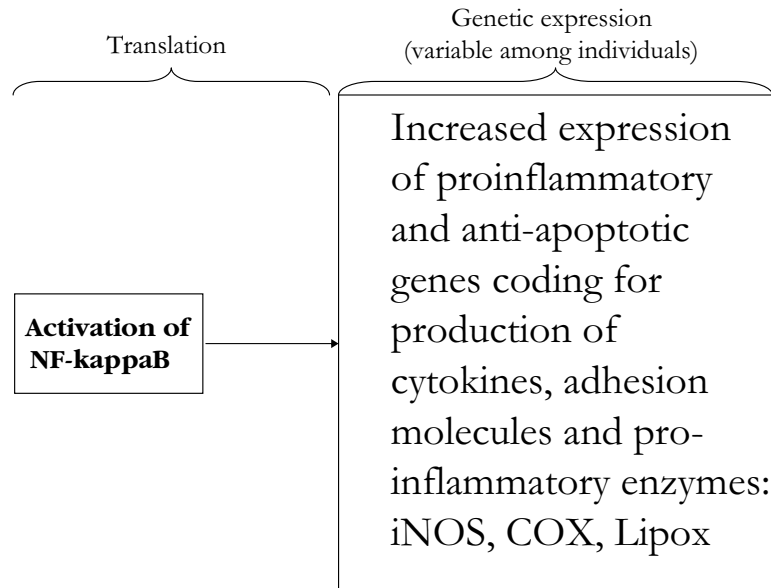 Translation
Genetic expression
(variable among individuals)
Activation of
NF-kappaB
Increased expression
of proinflammatory
and anti-apoptotic
genes coding for
production of
cytokines, adhesion
molecules and pro-
inflammatory enzymes:
iNOS, COX, Lipox